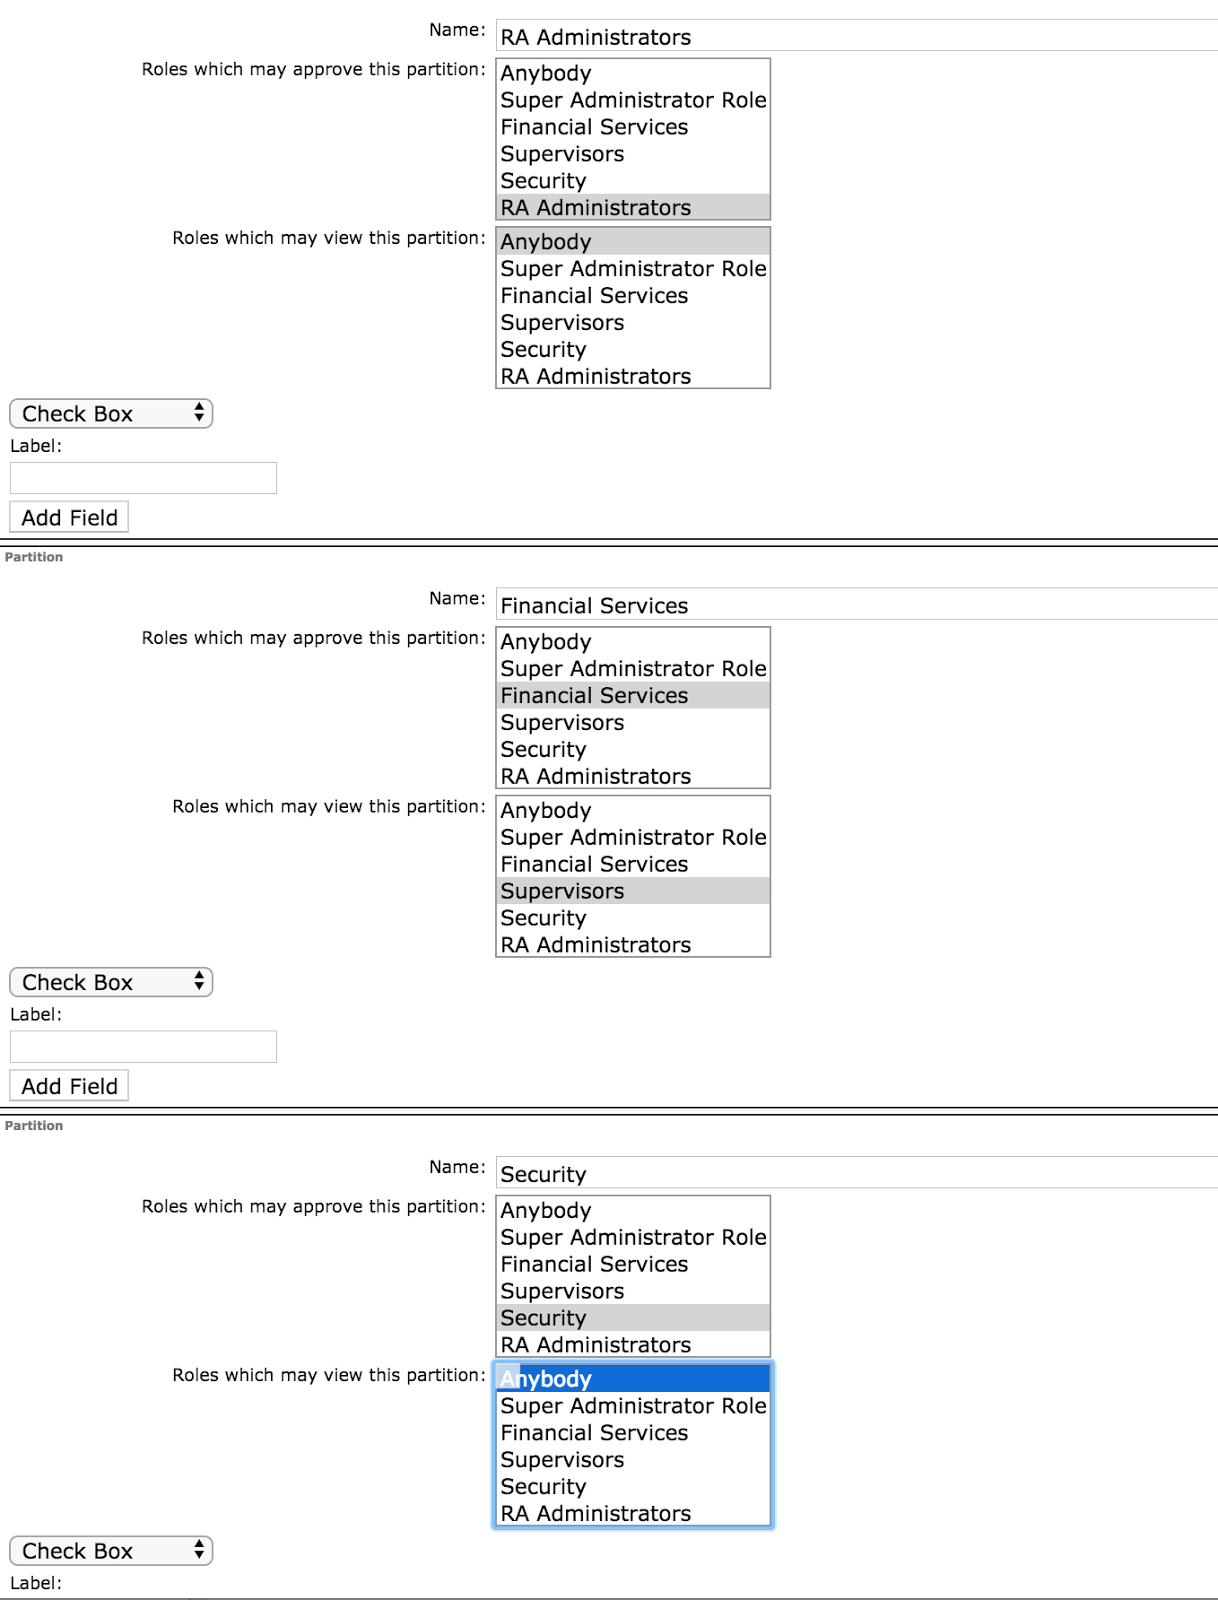 Name: RA Administrators
Roles which may approve this partition: Anybody
Super Administrator Role
Financial Services
Supervisors
Security
RA Administrators
Roles which may view this partition: Anybody
Super Administrator Role
Financial Services
Supervisors
Security
RA Administrators
Check Box
Label:
Add Field
Partition
Name: Financial Services
Roles which may approve this partition: Anybody
Super Administrator Role
Financial Services
Supervisors
Security
RA Administrators
Roles which may view this partition: Anybody
Super Administrator Role
Financial Services
Supervisors
Security
RA Administrators
Check Box
Label:
Add Field
Partition
Name: Security
Roles which may approve this partition: Anybody
Super Administrator Role
Financial Services
Supervisors
Security
RA Administrators
Roles which may view this partition: Anybody
Super Administrator Role
Financial Services
Supervisors
Security
RA Administrators
Check Box
Label: